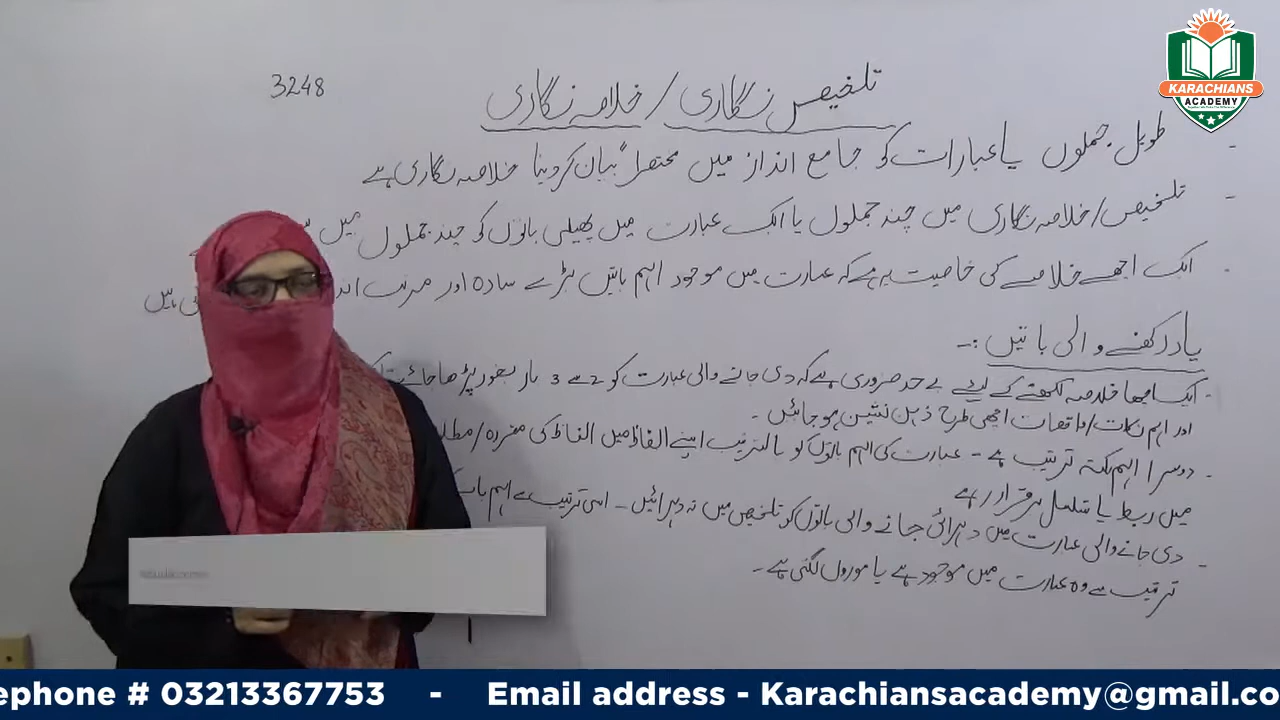 KARACHIANS
ACADEMY
3248
تلخیص نگاری / خلاصہ نگاری
- طویل جملوں یا عبارات کو جامع انداز میں مختصراً بیان کر دینا خلاصہ نگاری ہے
- تلخیص/خلاصہ نگاری میں چند جملوں یا ایک عبارت میں پھیلی باتوں کو چند جملوں میں
- ایک اچھے خلاصے کی خاصیت یہ ہے کہ عبارت میں موجود اہم باتیں بڑے سادہ اور ہیں
یاد رکھنے والی باتیں :-
- ایک اچھا خلاصہ لکھنے کے لیئے بے حد ضروری ہے کہ دی جانے والی عبارت کو 2 سے 3 بار بغور پڑھا جائے
اور اہم نکات/واقعات اچھی طرح ذہن نشین ہو جائیں -
- دوسرا اہم نکتہ ترتیب ہے - عبارت کی اہم باتوں کو بالترتیب اپنے الفاظ میں الفاظ کی
میں ربط یا تسلسل برقرار رہے
- دی جانے والی عبارت میں دہرائی جانے والی باتوں کو تلخیص میں نہ دہرائیں - اسی ترتیب سے اہم
ترتیب سے وہ عبارت میں موجود ہے یا موزوں لگتی ہے -
ephone # 03213367753 - Email address - Karachiansacademy@gmail.co